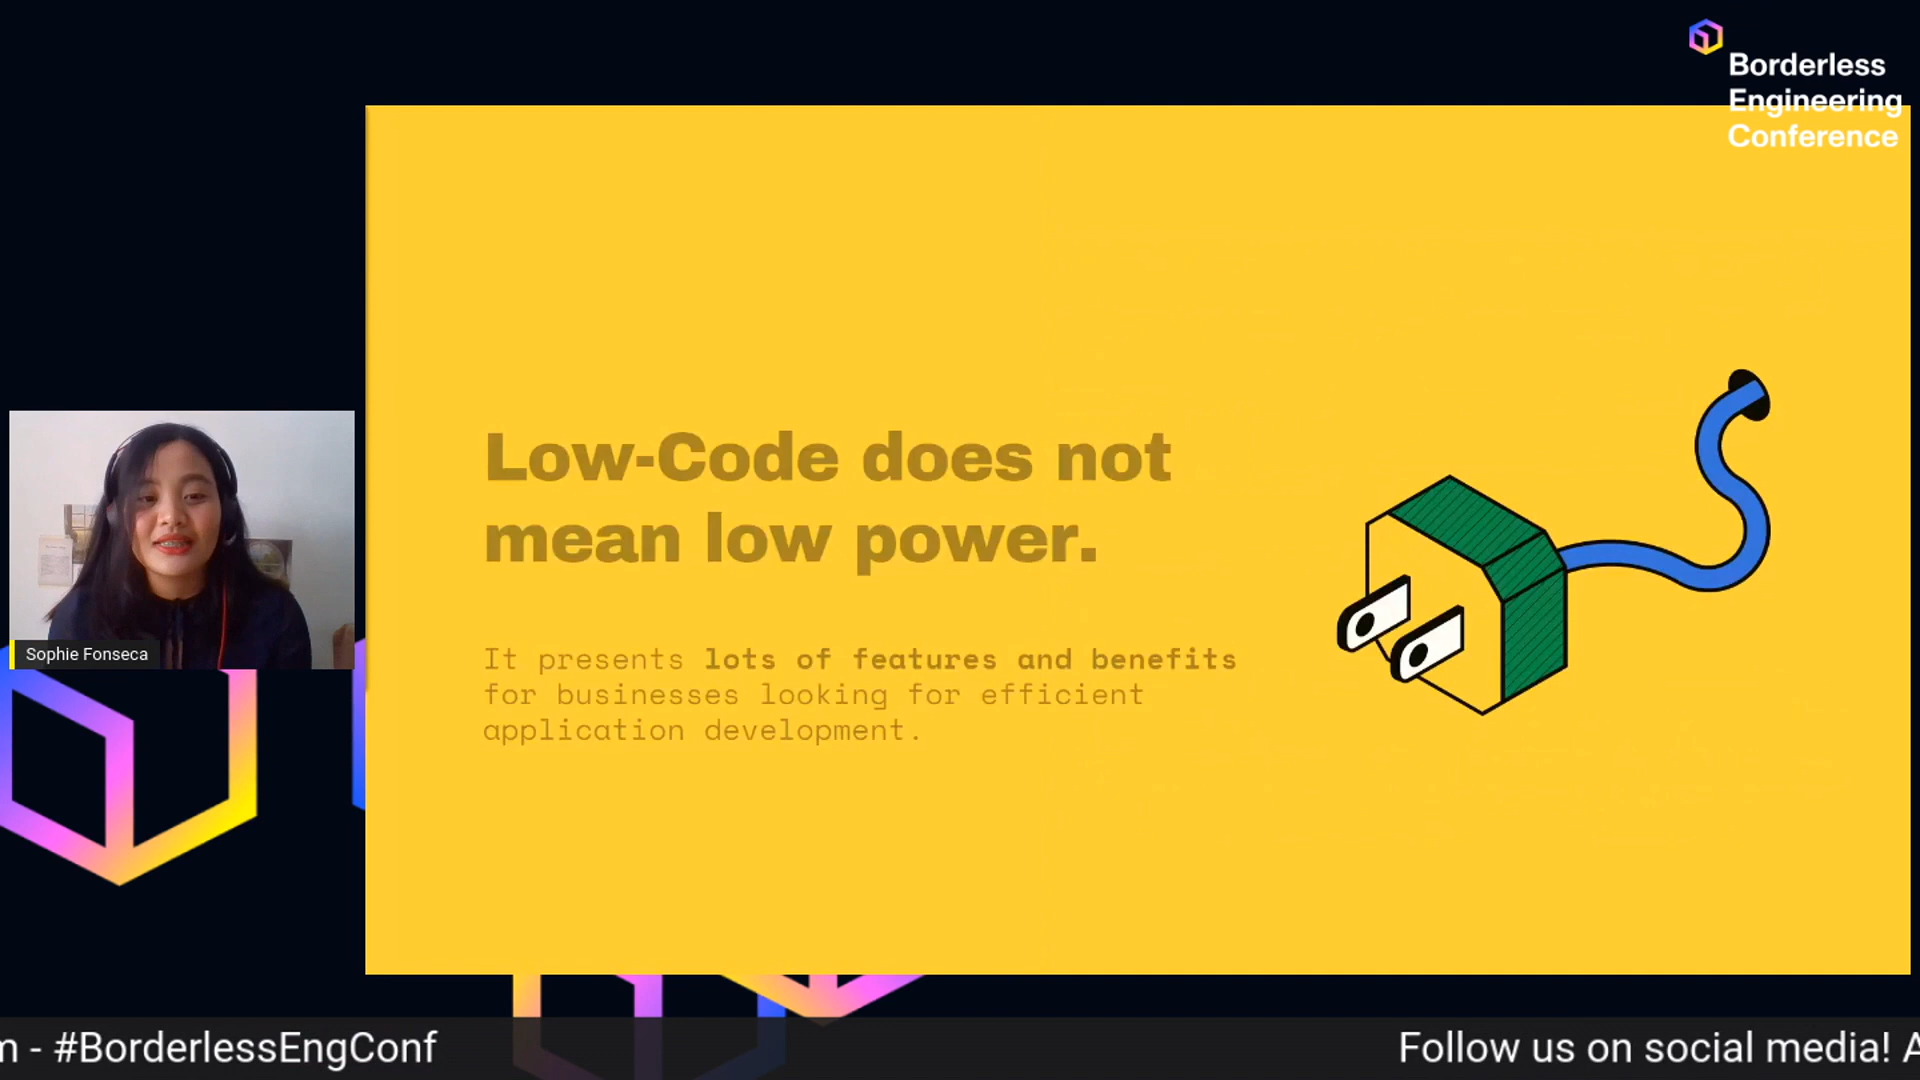 Borderless
Engineering
Conference
Low-Code does not
mean low power.
It presents lots of features and benefits
for businesses looking for efficient
application development.
Sophie Fonseca
m - #BorderlessEngConf
Follow us on social media! A